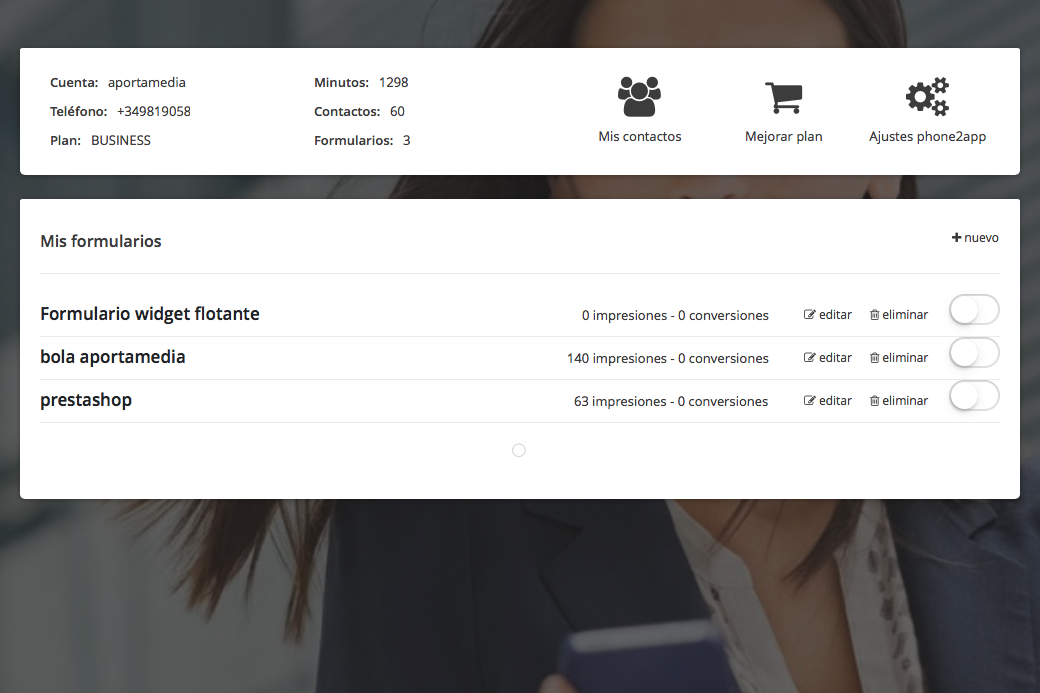 Cuenta: aportamedia
Teléfono: +349819058
Plan: BUSINESS
Minutos: 1298
Contactos: 60
Formularios: 3
Mis contactos
Mejorar plan
Ajustes phone2app
Mis formularios
nuevo
Formulario widget flotante 0 impresiones - 0 conversiones editar eliminar
bola aportamedia 140 impresiones - 0 conversiones editar eliminar
prestashop 63 impresiones - 0 conversiones editar eliminar